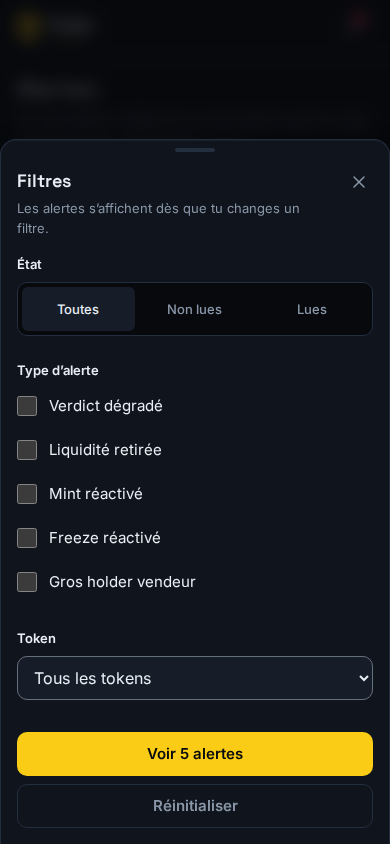 Filtres
Les alertes s’affichent dès que tu changes un
filtre.
État
Toutes
Non lues
Lues
Type d’alerte
Verdict dégradé
Liquidité retirée
Mint réactivé
Freeze réactivé
Gros holder vendeur
Token
Tous les tokens
Voir 5 alertes
Réinitialiser